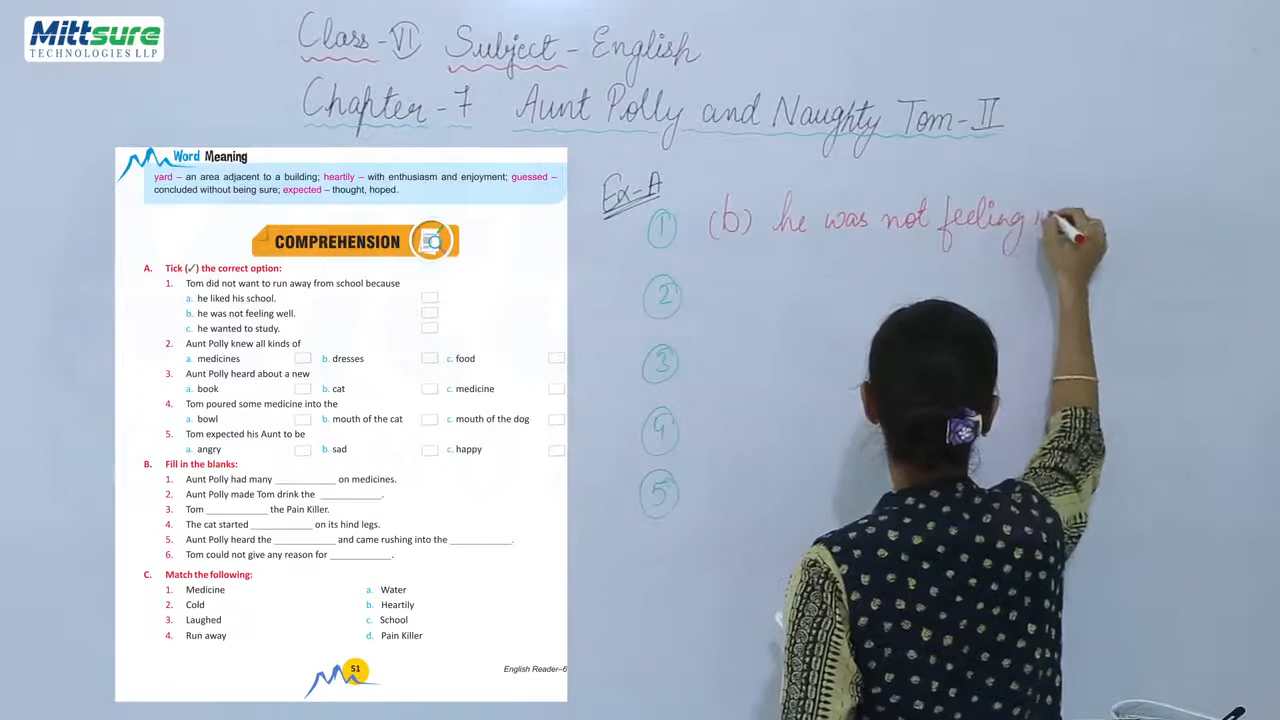 Mittsure
TECHNOLOGIES LLP
Class-VI Subject - English
Chapter-7 Aunt Polly and Naughty Tom-II
Word Meaning
yard – an area adjacent to a building; heartily – with enthusiasm and enjoyment; guessed –
concluded without being sure; expected – thought, hoped.
COMPREHENSION
A. Tick (✓) the correct option:
1. Tom did not want to run away from school because
a. he liked his school.
b. he was not feeling well.
c. he wanted to study.
2. Aunt Polly knew all kinds of
a. medicines b. dresses c. food
3. Aunt Polly heard about a new
a. book b. cat c. medicine
4. Tom poured some medicine into the
a. bowl b. mouth of the cat c. mouth of the dog
5. Tom expected his Aunt to be
a. angry b. sad c. happy
B. Fill in the blanks:
1. Aunt Polly had many ____________ on medicines.
2. Aunt Polly made Tom drink the ____________.
3. Tom ____________ the Pain Killer.
4. The cat started ____________ on its hind legs.
5. Aunt Polly heard the ____________ and came rushing into the ____________.
6. Tom could not give any reason for ____________.
C. Match the following:
1. Medicine a. Water
2. Cold b. Heartily
3. Laughed c. School
4. Run away d. Pain Killer
51
English Reader–6
Ex-A
1 (b) he was not feeling
2
3
4
5